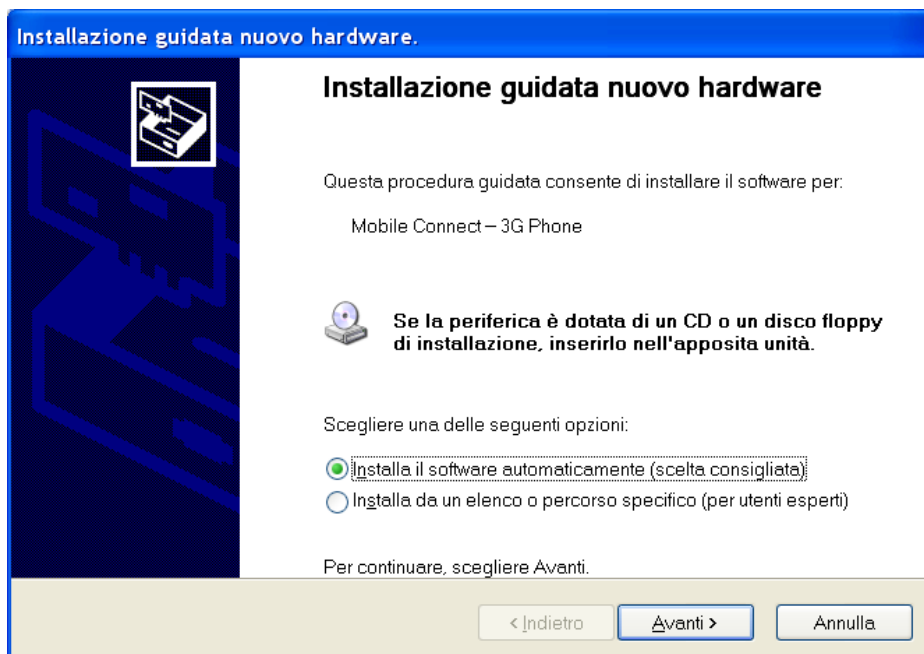 Installazione guidata nuovo hardware.
Installazione guidata nuovo hardware
Questa procedura guidata consente di installare il software per:
Mobile Connect – 3G Phone
Se la periferica è dotata di un CD o un disco floppy
di installazione, inserirlo nell'apposita unità.
Scegliere una delle seguenti opzioni:
Installa il software automaticamente (scelta consigliata)
Installa da un elenco o percorso specifico (per utenti esperti)
Per continuare, scegliere Avanti.
< Indietro Avanti > Annulla